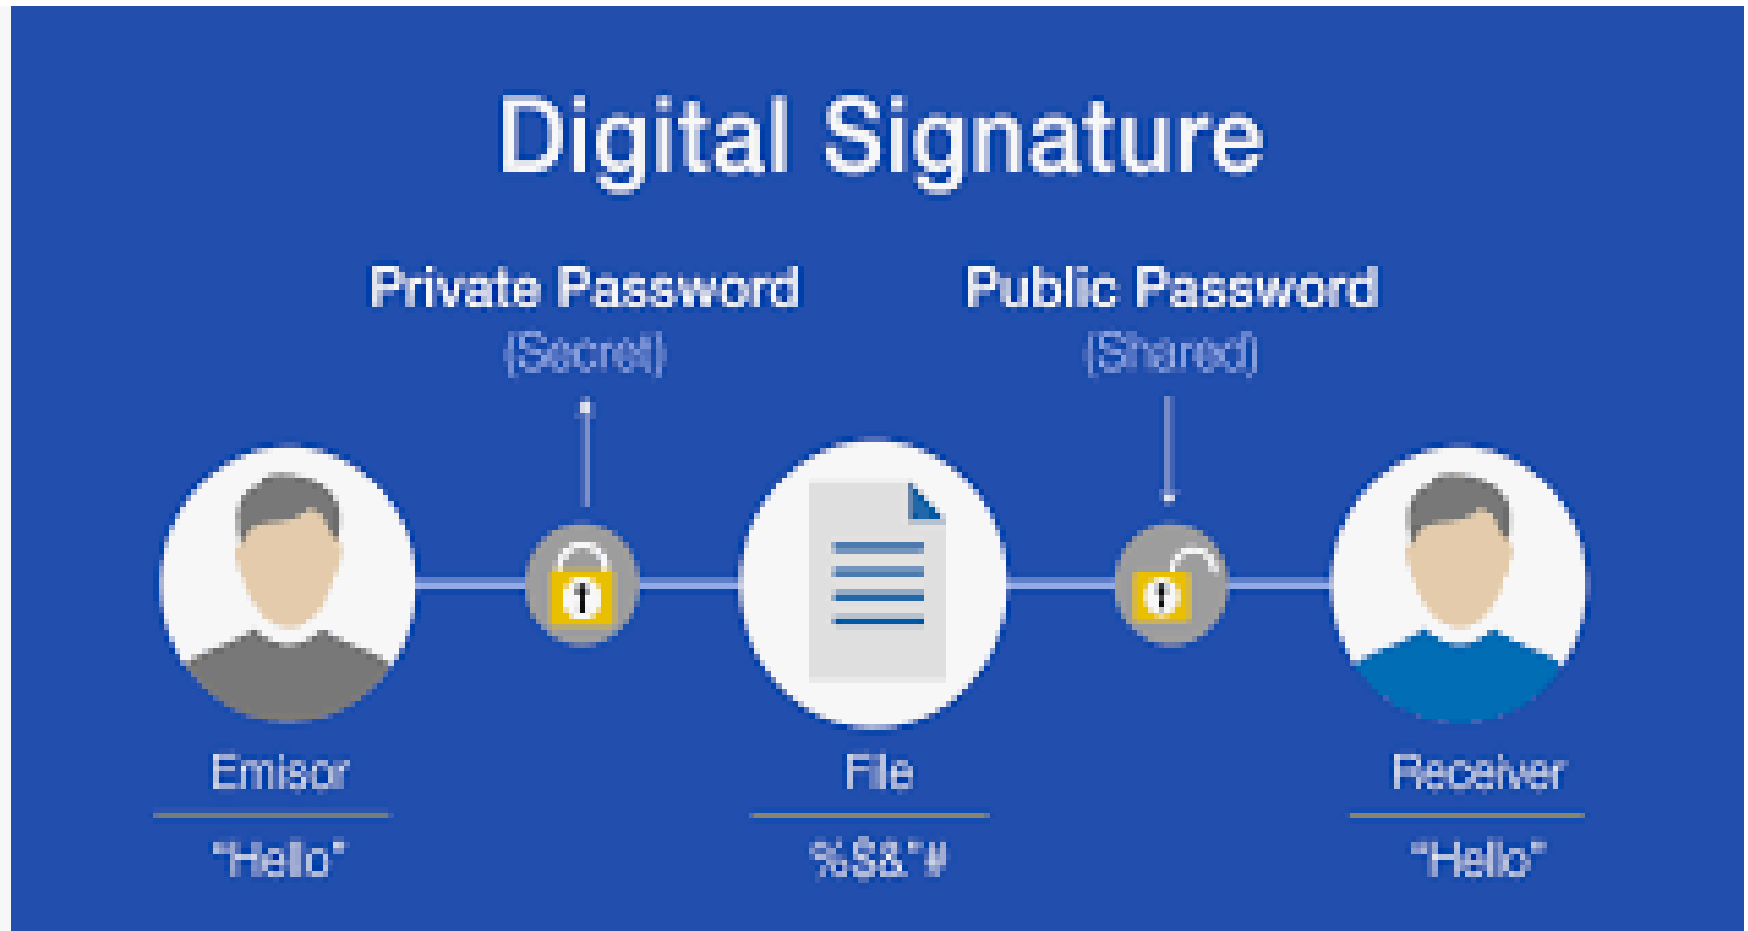 Digital Signature
Private Password
(Secret)
Public Password
(Shared)
Emisor
File
Receiver
"Hello"
%$&"#
"Hello"